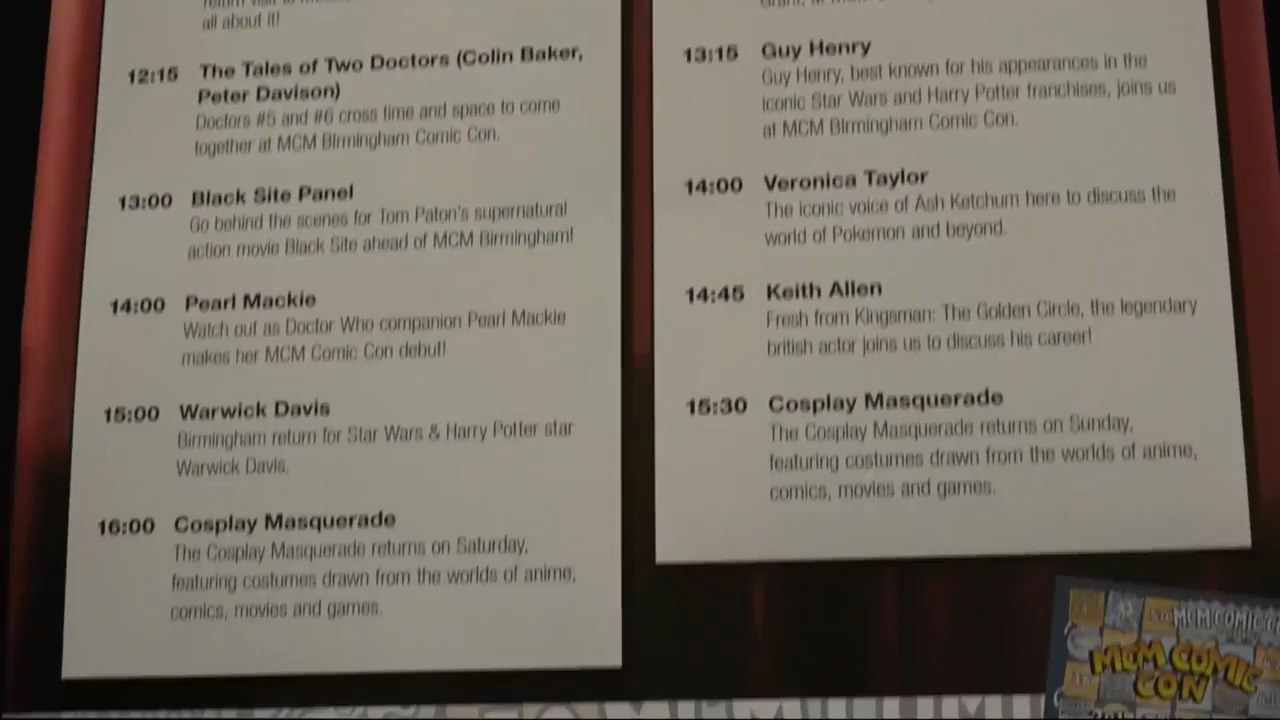 all about it!
12:15 The Tales of Two Doctors (Colin Baker,
Peter Davison)
Doctors #5 and #6 cross time and space to come
together at MCM Birmingham Comic Con.
13:00 Black Site Panel
Go behind the scenes for Tom Paton's supernatural
action movie Black Site ahead of MCM Birmingham!
14:00 Pearl Mackie
Watch out as Doctor Who companion Pearl Mackie
makes her MCM Comic Con debut!
15:00 Warwick Davis
Birmingham return for Star Wars & Harry Potter star
Warwick Davis.
16:00 Cosplay Masquerade
The Cosplay Masquerade returns on Saturday,
featuring costumes drawn from the worlds of anime,
comics, movies and games.
13:15 Guy Henry
Guy Henry, best known for his appearances in the
iconic Star Wars and Harry Potter franchises, joins us
at MCM Birmingham Comic Con.
14:00 Veronica Taylor
The iconic voice of Ash Ketchum here to discuss the
world of Pokemon and beyond.
14:45 Keith Allen
Fresh from Kingsman: The Golden Circle, the legendary
british actor joins us to discuss his career!
15:30 Cosplay Masquerade
The Cosplay Masquerade returns on Sunday,
featuring costumes drawn from the worlds of anime,
comics, movies and games.
MCM COMIC
MCM COMIC
CON